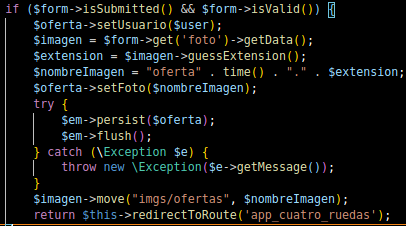 if ($form->isSubmitted() && $form->isValid()) {
$oferta->setUsuario($user);
$imagen = $form->get('foto')->getData();
$extension = $imagen->guessExtension();
$nombreImagen = "oferta" . time() . "." . $extension;
$oferta->setFoto($nombreImagen);
try {
$em->persist($oferta);
$em->flush();
} catch (\Exception $e) {
throw new \Exception($e->getMessage());
}
$imagen->move("imgs/ofertas", $nombreImagen);
return $this->redirectToRoute('app_cuatro_ruedas');